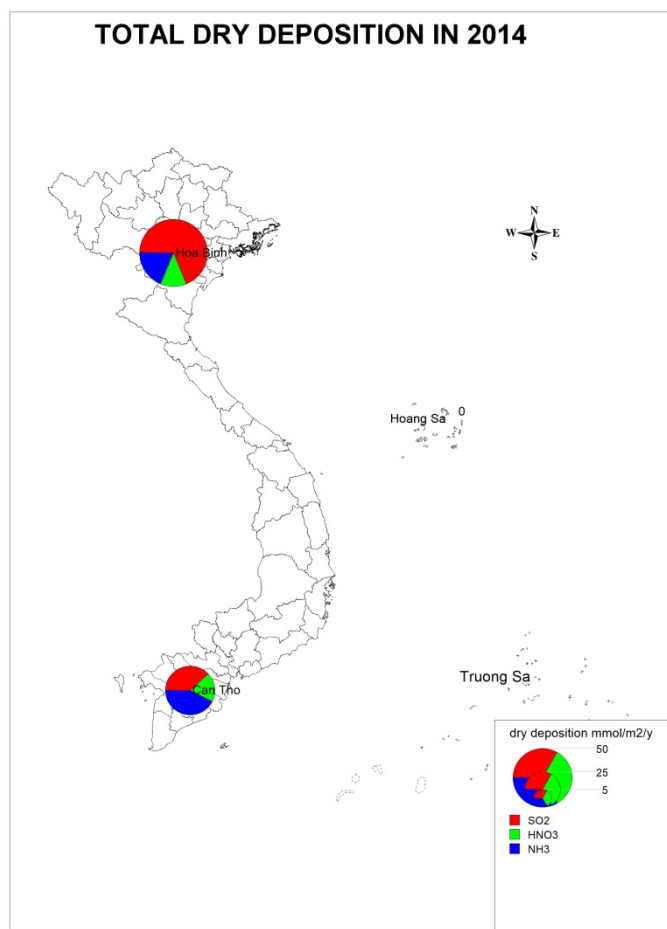 TOTAL DRY DEPOSITION IN 2014
N
W E
S
Hoa Binh
0
Hoang Sa
Truong Sa
Can Tho
dry deposition mmol/m2/y
50
25
5
SO2
HNO3
NH3